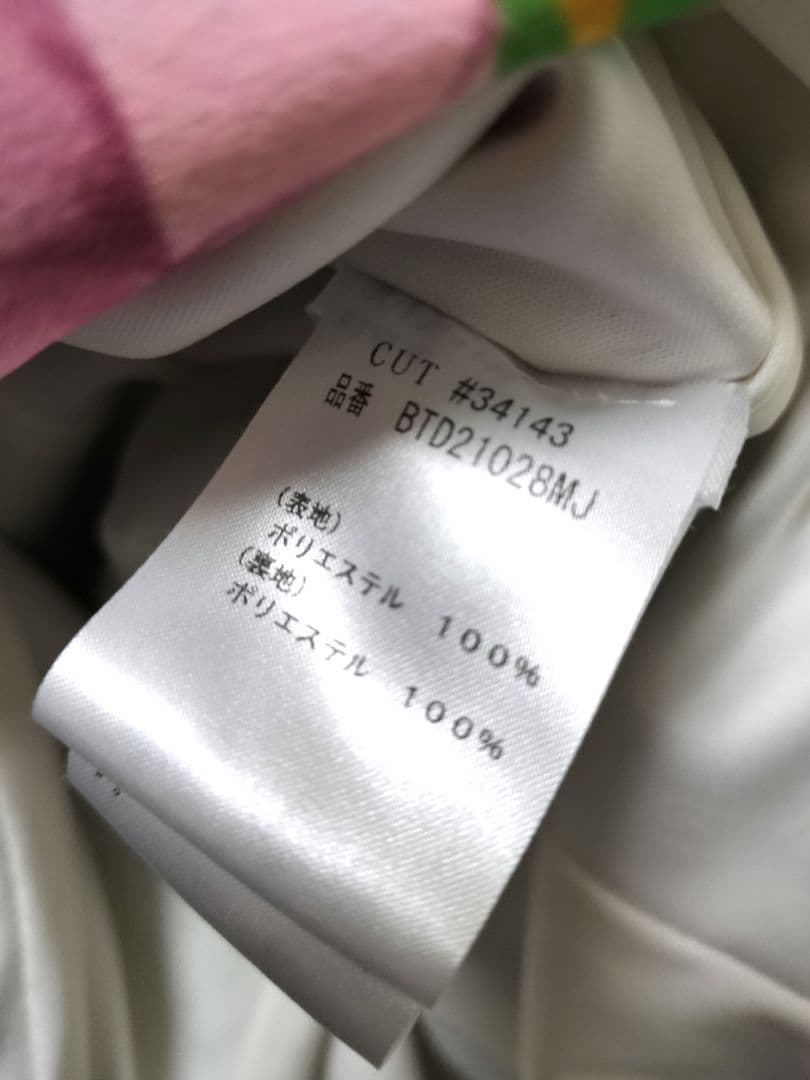 CUT #34143
品番 BTD21028MJ
(表地)
ポリエステル 100%
(裏地)
ポリエステル 100%